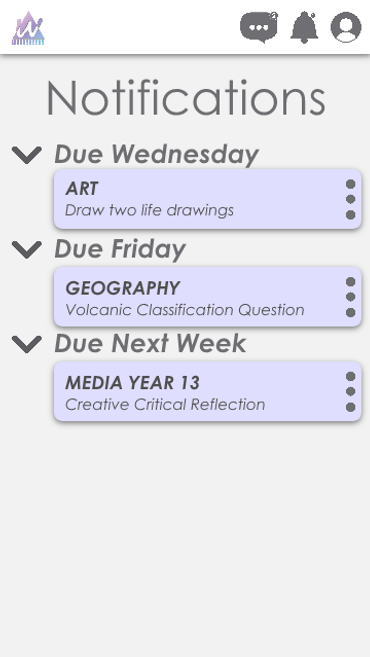 Notifications
Due Wednesday
ART
Draw two life drawings
Due Friday
GEOGRAPHY
Volcanic Classification Question
Due Next Week
MEDIA YEAR 13
Creative Critical Reflection